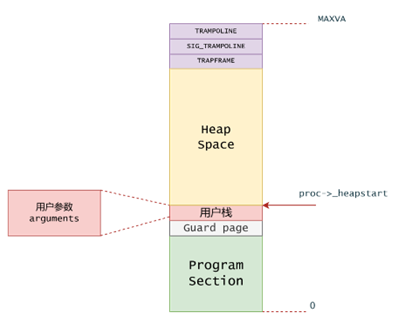 MAXVA
TRAMPOLINE
SIG_TRAMPOLINE
TRAPFRAME
Heap
Space
proc->_heapstart
用户参数
arguments
用户栈
Guard page
Program
Section
0